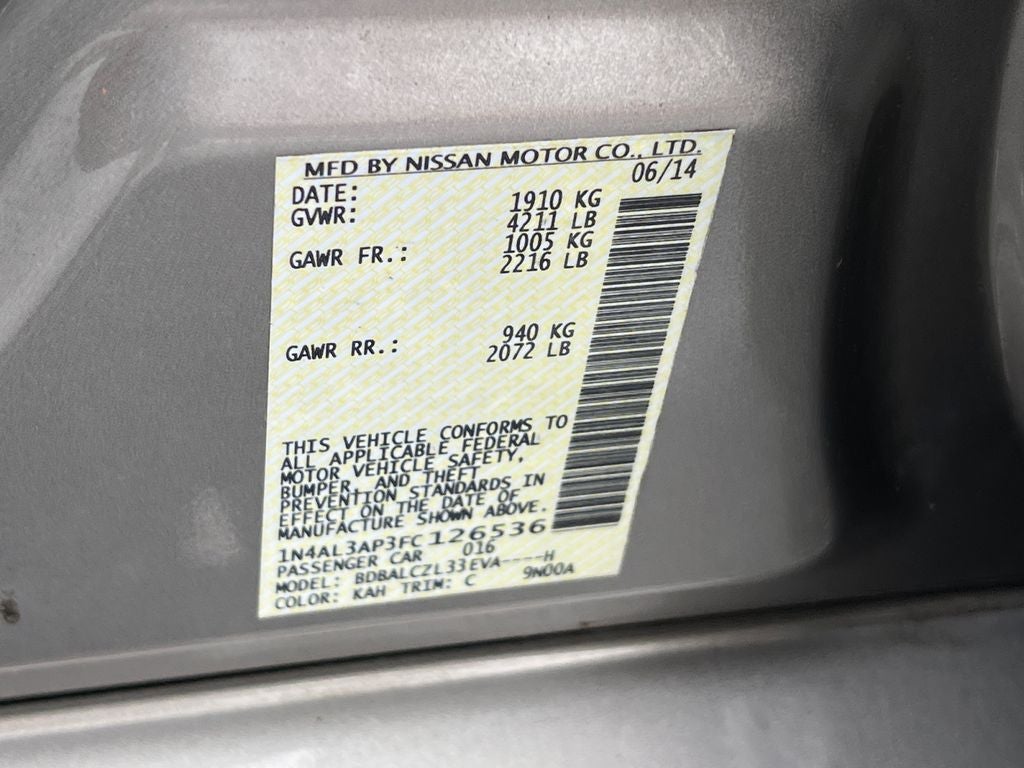 MFD BY NISSAN MOTOR CO., LTD.
DATE: 06/14
GVWR: 1910 KG
4211 LB
GAWR FR.: 1005 KG
2216 LB
GAWR RR.: 940 KG
2072 LB
THIS VEHICLE CONFORMS TO
ALL APPLICABLE FEDERAL
MOTOR VEHICLE SAFETY,
BUMPER, AND THEFT
PREVENTION STANDARDS IN
EFFECT ON THE DATE OF
MANUFACTURE SHOWN ABOVE.
1N4AL3AP3FC126536
PASSENGER CAR 016
MODEL: BDBALCZL33EVA----H
COLOR: KAH TRIM: C 9N00A